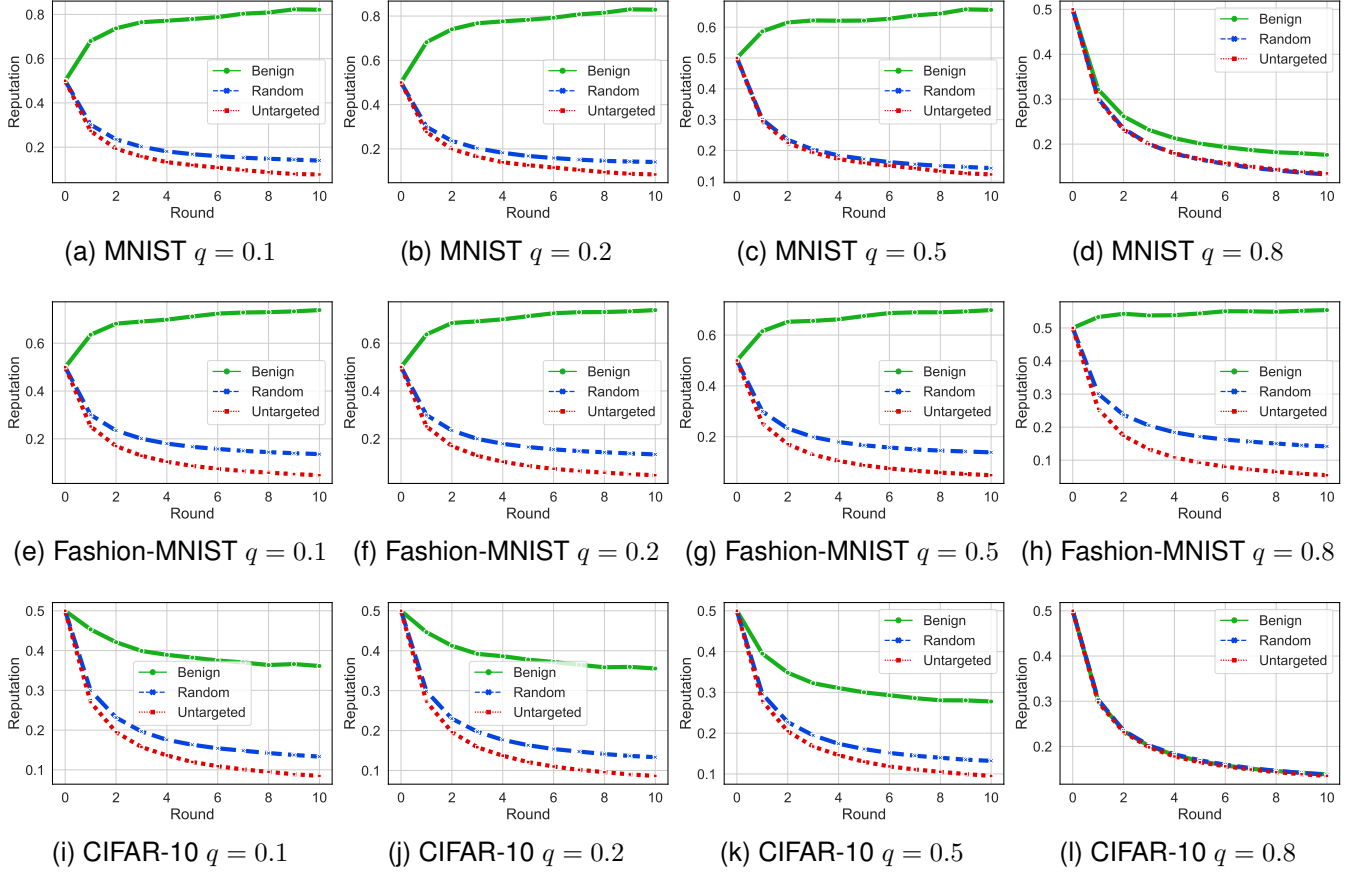 Reputation
0.8
0.6
0.4
0.2
Benign
Random
Untargeted
0 2 4 6 8 10
Round
(a) MNIST q = 0.1
Reputation
0.8
0.6
0.4
0.2
Benign
Random
Untargeted
0 2 4 6 8 10
Round
(b) MNIST q = 0.2
Reputation
0.6
0.5
0.4
0.3
0.2
0.1
Benign
Random
Untargeted
0 2 4 6 8 10
Round
(c) MNIST q = 0.5
Reputation
0.5
0.4
0.3
0.2
Benign
Random
Untargeted
0 2 4 6 8 10
Round
(d) MNIST q = 0.8
Reputation
0.6
0.4
0.2
Benign
Random
Untargeted
0 2 4 6 8 10
Round
(e) Fashion-MNIST q = 0.1
Reputation
0.6
0.4
0.2
Benign
Random
Untargeted
0 2 4 6 8 10
Round
(f) Fashion-MNIST q = 0.2
Reputation
0.6
0.4
0.2
Benign
Random
Untargeted
0 2 4 6 8 10
Round
(g) Fashion-MNIST q = 0.5
Reputation
0.5
0.4
0.3
0.2
0.1
Benign
Random
Untargeted
0 2 4 6 8 10
Round
(h) Fashion-MNIST q = 0.8
Reputation
0.5
0.4
0.3
0.2
0.1
Benign
Random
Untargeted
0 2 4 6 8 10
Round
(i) CIFAR-10 q = 0.1
Reputation
0.5
0.4
0.3
0.2
0.1
Benign
Random
Untargeted
0 2 4 6 8 10
Round
(j) CIFAR-10 q = 0.2
Reputation
0.5
0.4
0.3
0.2
0.1
Benign
Random
Untargeted
0 2 4 6 8 10
Round
(k) CIFAR-10 q = 0.5
Reputation
0.5
0.4
0.3
0.2
Benign
Random
Untargeted
0 2 4 6 8 10
Round
(l) CIFAR-10 q = 0.8